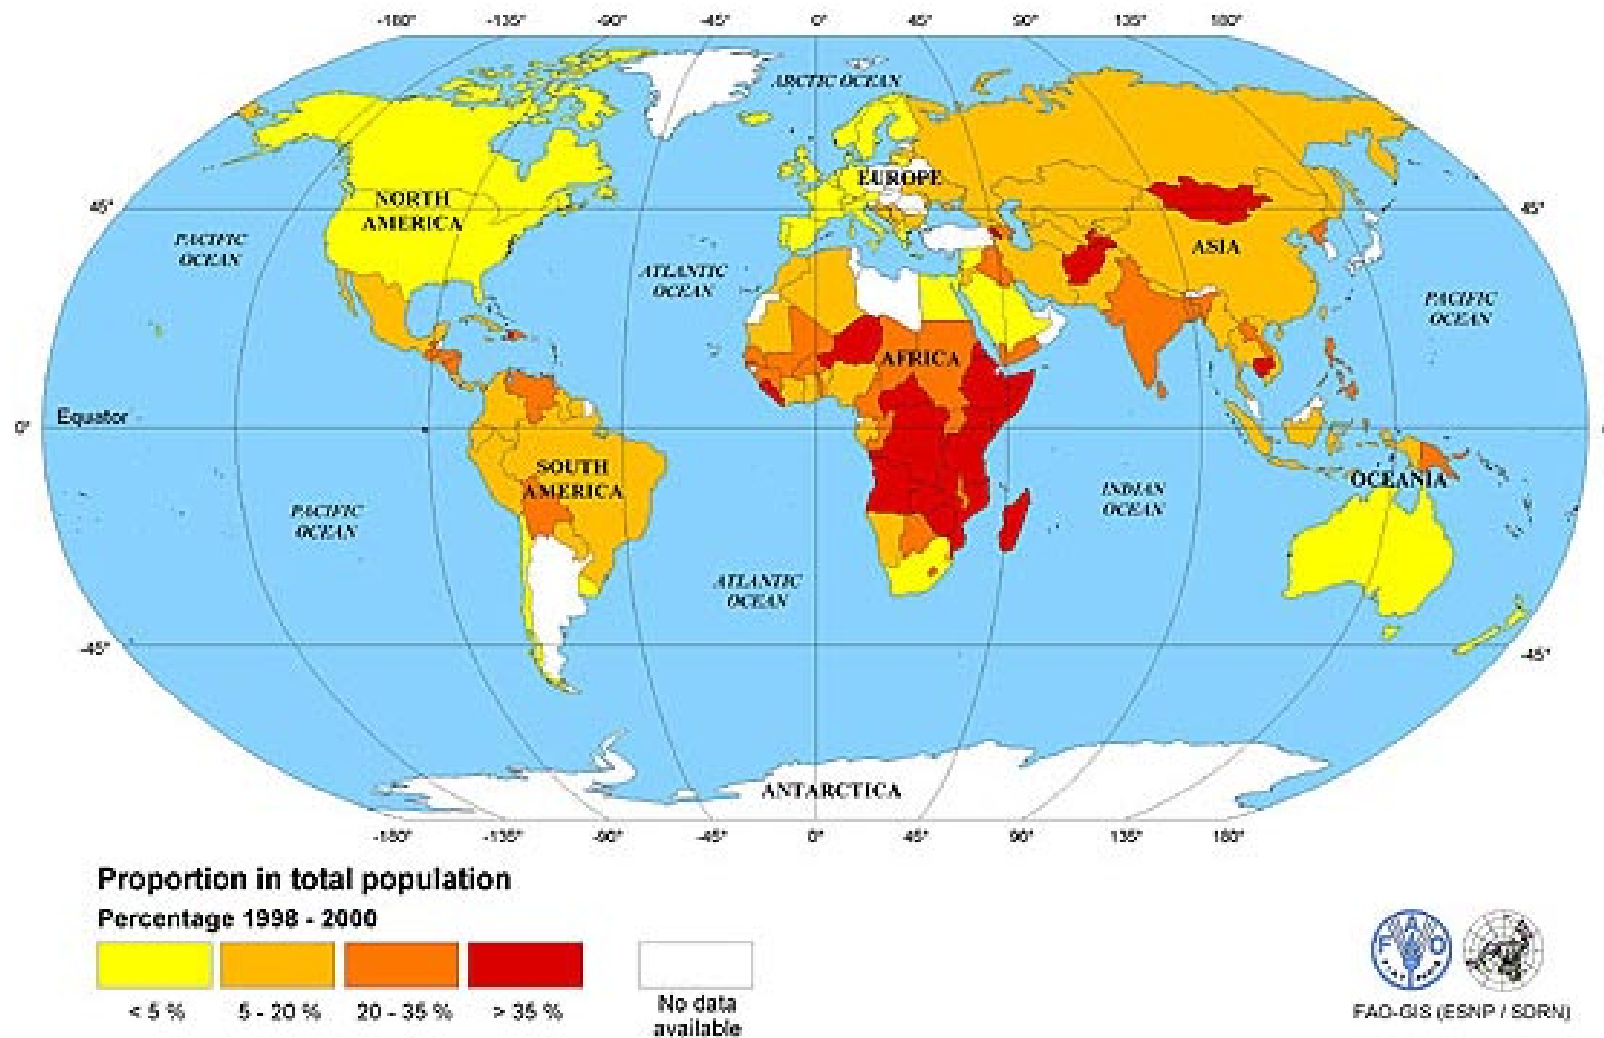 -180° -135° -90° -45° 0° 45° 90° 135° 180°
ARCTIC OCEAN
EUROPE
NORTH
AMERICA
45°
45°
PACIFIC
OCEAN
ASIA
ATLANTIC
OCEAN
PACIFIC
OCEAN
AFRICA
Equator
0°
SOUTH
AMERICA
OCEANIA
INDIAN
OCEAN
PACIFIC
OCEAN
ATLANTIC
OCEAN
-45°
-45°
ANTARCTICA
-180° -135° -90° -45° 0° 45° 90° 135° 180°
Proportion in total population
Percentage 1998 - 2000
< 5 % 5 - 20 % 20 - 35 % > 35 %
No data
available
F A O
FAO-GIS (ESNP / SDRN)